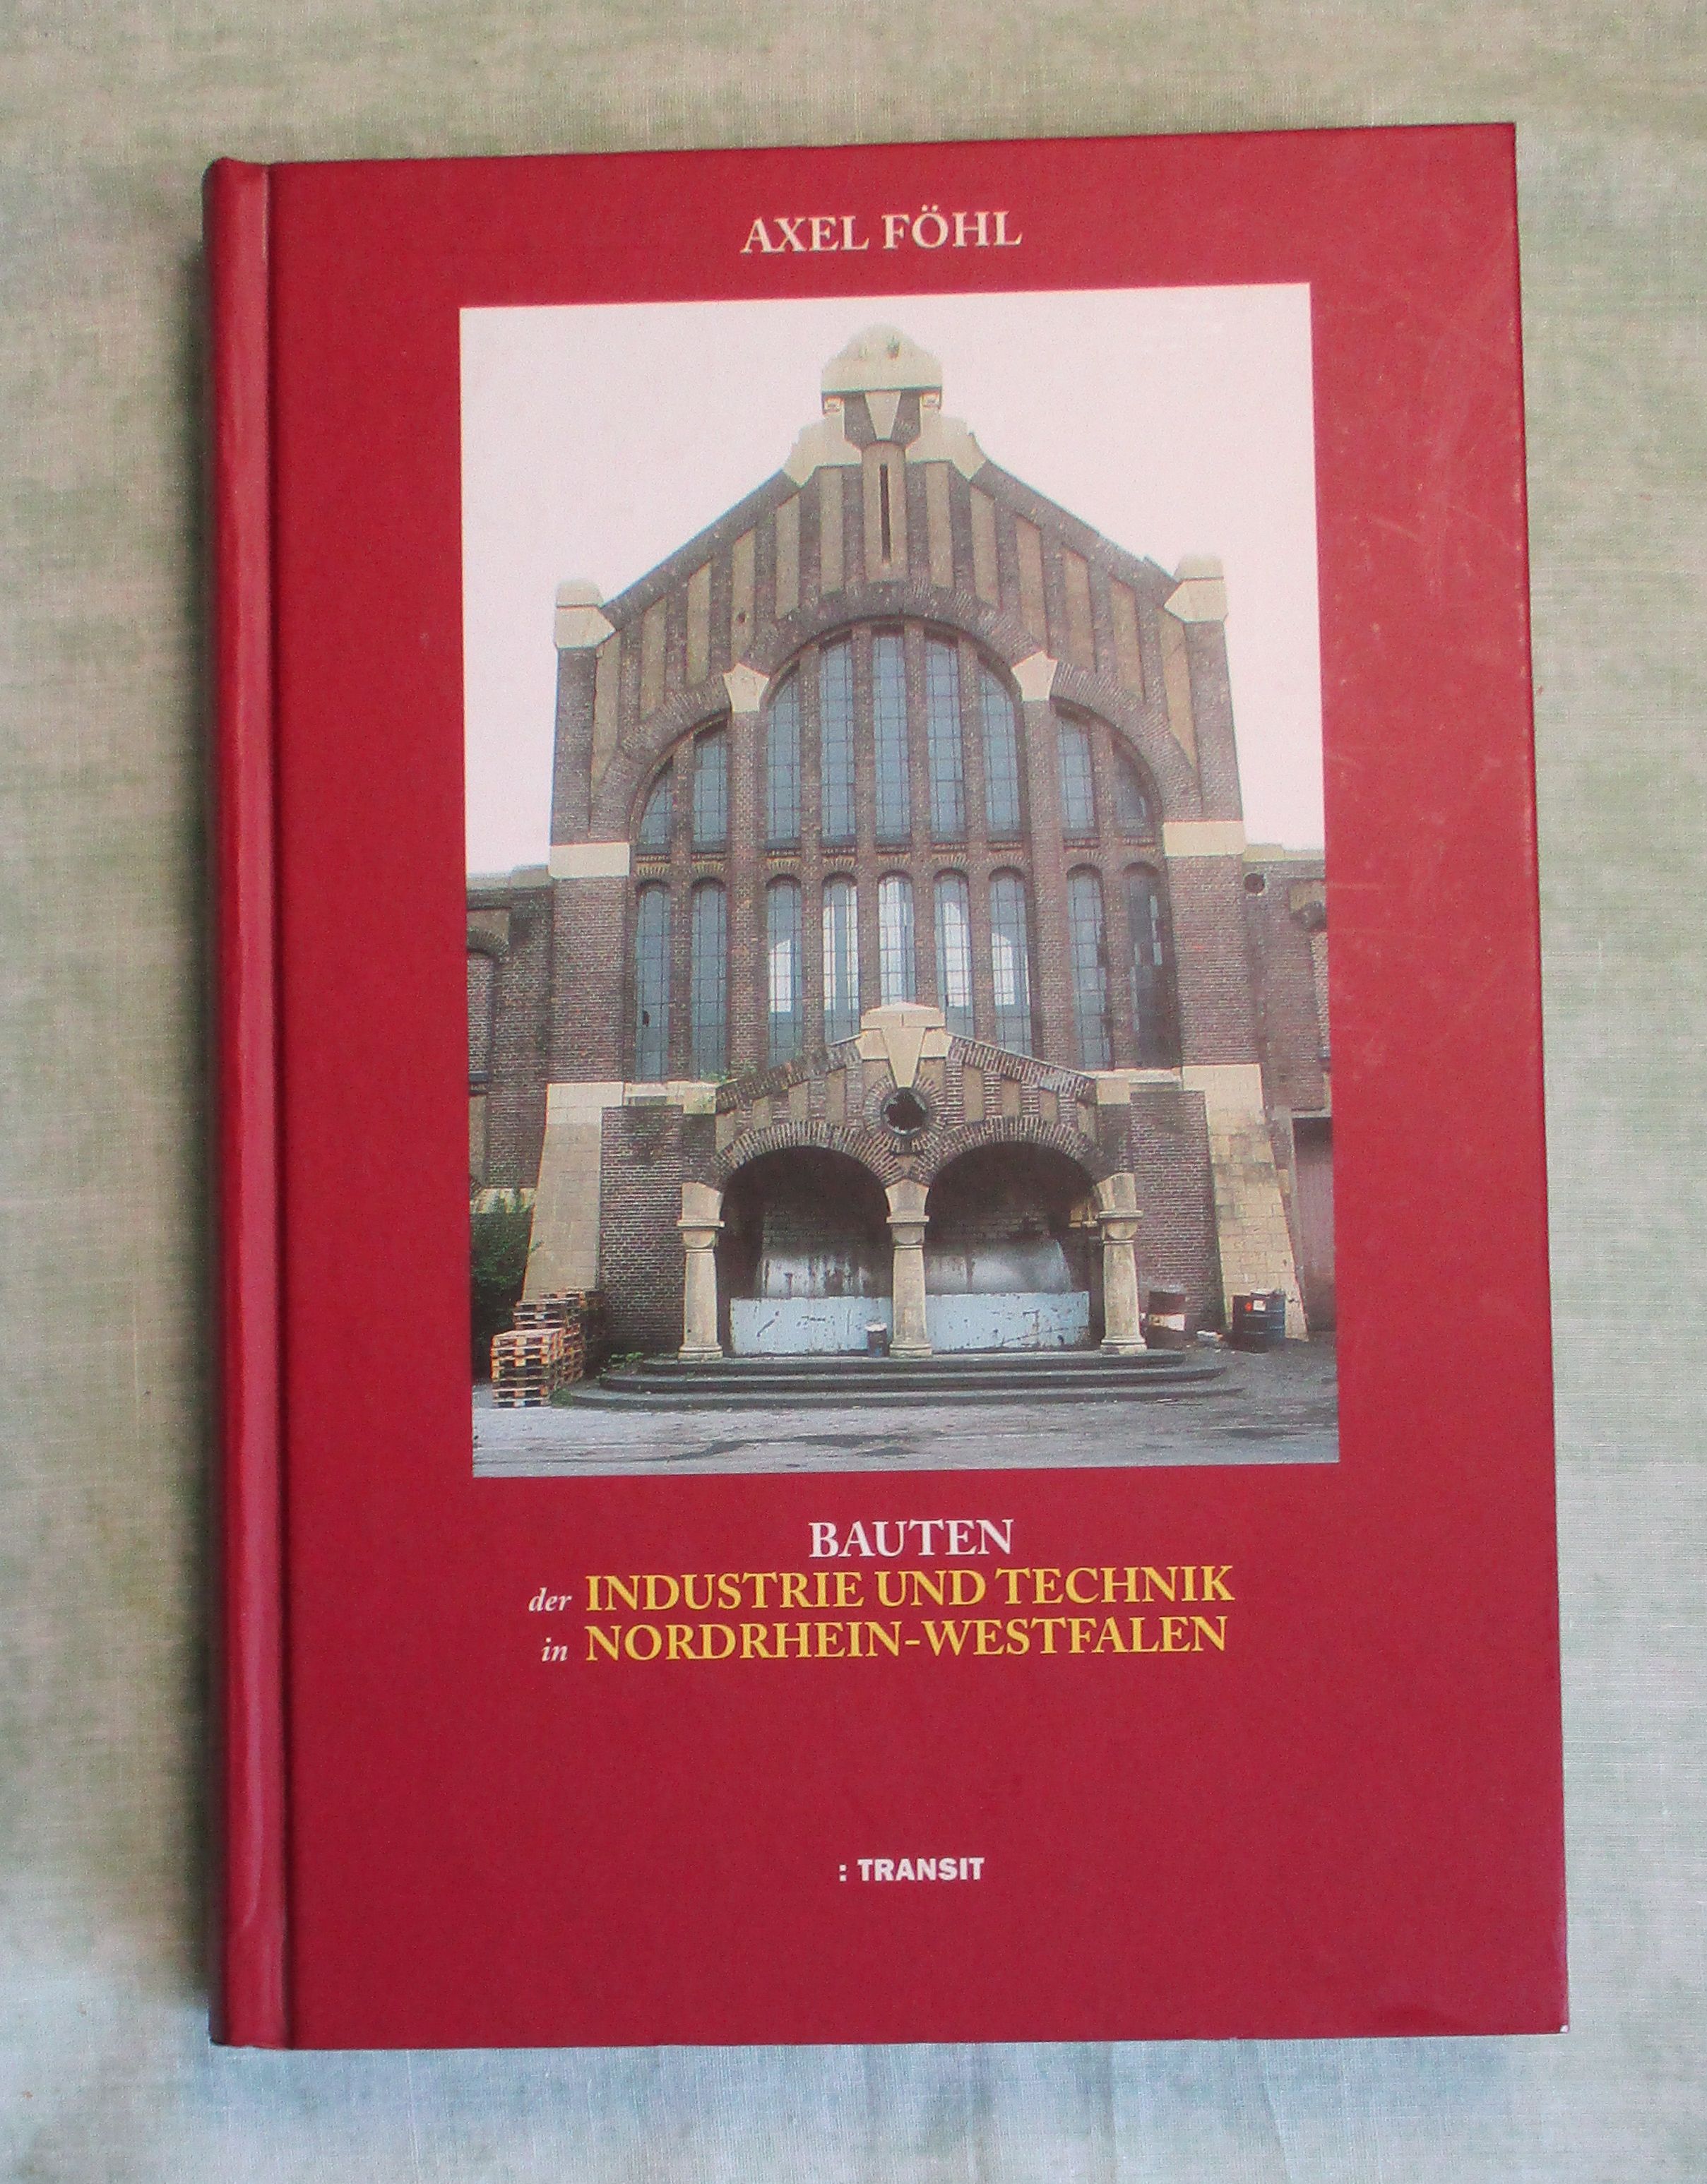 AXEL FÖHL
BAUTEN
der INDUSTRIE UND TECHNIK
in NORDRHEIN-WESTFALEN
: TRANSIT